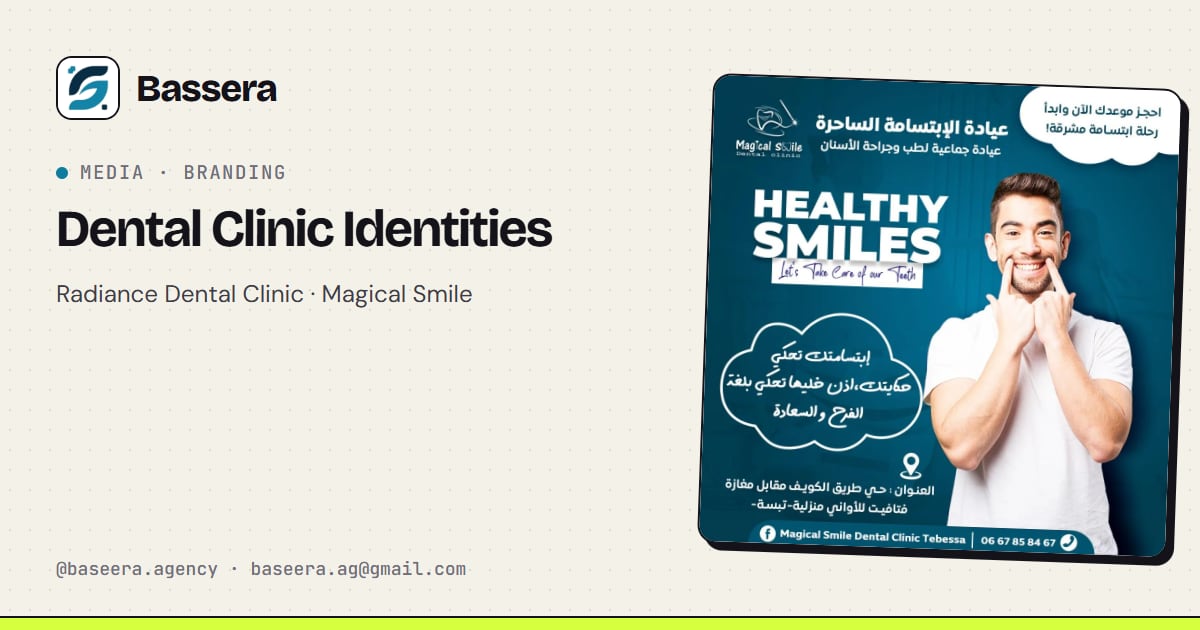 Bassera
MEDIA · BRANDING
Dental Clinic Identities
Radiance Dental Clinic · Magical Smile
@baseera.agency · baseera.ag@gmail.com
احجز موعدك الآن وابدأ
رحلة ابتسامة مشرقة!
عيادة الإبتسامة الساحرة
عيادة جماعية لطب وجراحة الأسنان
Magical Smile
Dental clinic
HEALTHY
SMILES
Let's Take Care of our Teeth
إبتسامتك تحكي
حكايتك،اذن خليها تحكي بلغة
الفرح و السعادة
العنوان : حي طريق الكويف مقابل مغازة
فتافيت للأواني منزلية-تبسة-
Magical Smile Dental Clinic Tebessa | 06 67 85 84 67